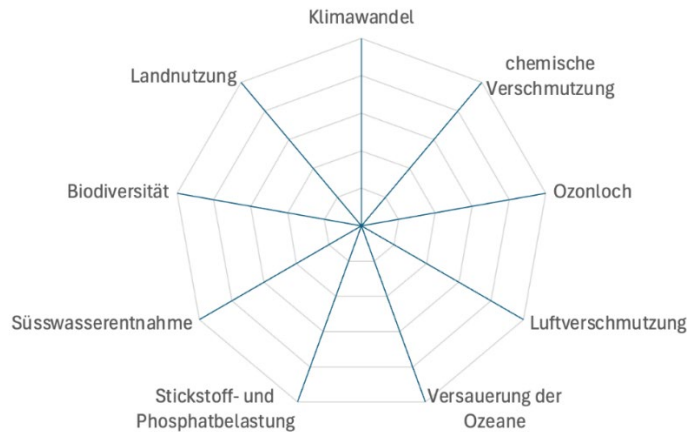 Klimawandel
chemische
Verschmutzung
Landnutzung
Biodiversität
Ozonloch
Süsswasserentnahme
Luftverschmutzung
Stickstoff- und
Phosphatbelastung
Versauerung der
Ozeane